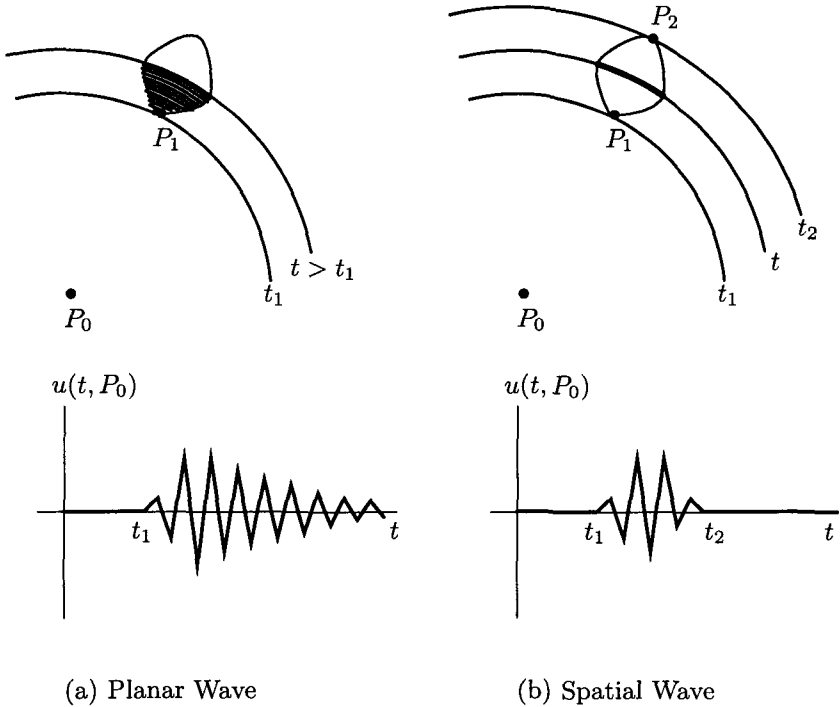 P₁
t > t₁
t₁
P₀
u(t, P₀)
t₁
t
(a) Planar Wave
P₂
P₁
t₂
t
t₁
P₀
u(t, P₀)
t₁
t₂
t
(b) Spatial Wave